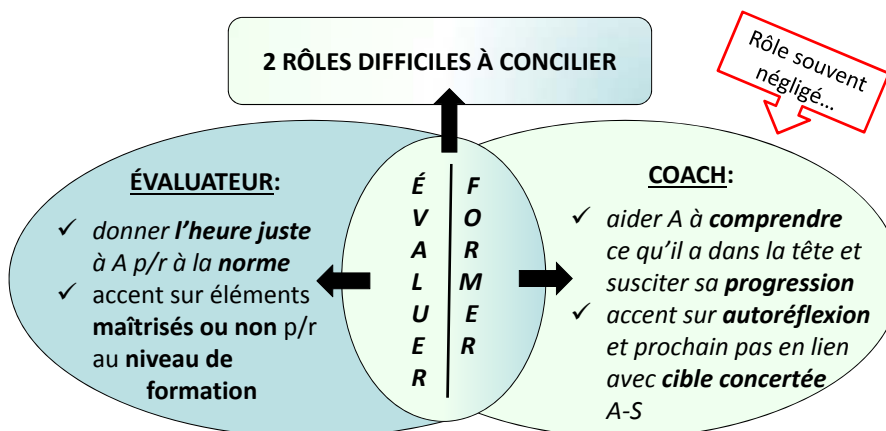 2 RÔLES DIFFICILES À CONCILIER
Rôle souvent
négligé...
ÉVALUATEUR:
✓ donner l'heure juste
à A p/r à la norme
✓ accent sur éléments
maîtrisés ou non p/r
au niveau de
formation
ÉVALUER
FORMER
COACH:
✓ aider A à comprendre
ce qu'il a dans la tête et
susciter sa progression
✓ accent sur autoréflexion
et prochain pas en lien
avec cible concertée
A-S